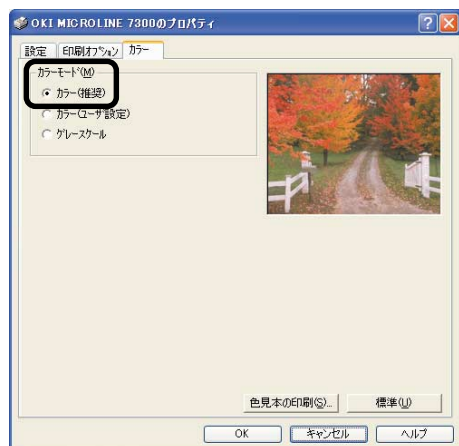 OKI MICROLINE 7300のプロパティ
設定 印刷オプション カラー
カラーモード(M)
カラー(推奨)
カラー(ユーザ設定)
グレースケール
色見本の印刷(S)... 標準(U)
OK キャンセル ヘルプ